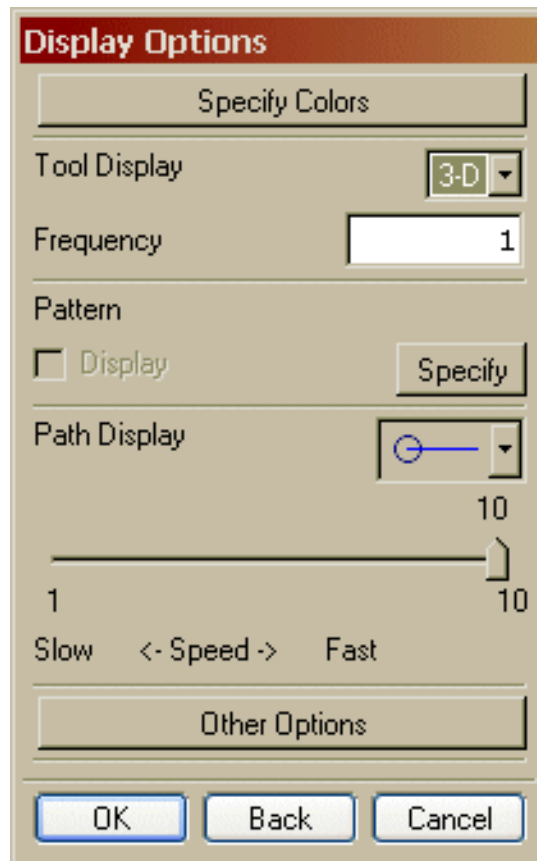 Display Options
Specify Colors
Tool Display 3-D
Frequency 1
Pattern
Display Specify
Path Display
10
1 10
Slow <- Speed -> Fast
Other Options
OK Back Cancel